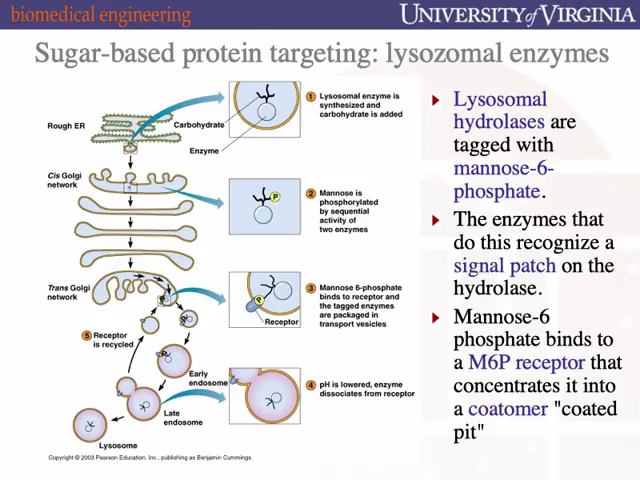 biomedical engineering
UNIVERSITY of VIRGINIA
Sugar-based protein targeting: lysozomal enzymes
Rough ER
Carbohydrate
Enzyme
1 Lysosomal enzyme is
synthesized and
carbohydrate is added
Cis Golgi
network
P
2 Mannose is
phosphorylated
by sequential
activity of
two enzymes
Trans Golgi
network
P
Receptor
3 Mannose 6-phosphate
binds to receptor and
the tagged enzymes
are packaged in
transport vesicles
5 Receptor
is recycled
Early
endosome
4 pH is lowered, enzyme
dissociates from receptor
Late
endosome
Lysosome
Copyright © 2003 Pearson Education, Inc., publishing as Benjamin Cummings.
Lysosomal
hydrolases are
tagged with
mannose-6-
phosphate.
The enzymes that
do this recognize a
signal patch on the
hydrolase.
Mannose-6
phosphate binds to
a M6P receptor that
concentrates it into
a coatomer "coated
pit"